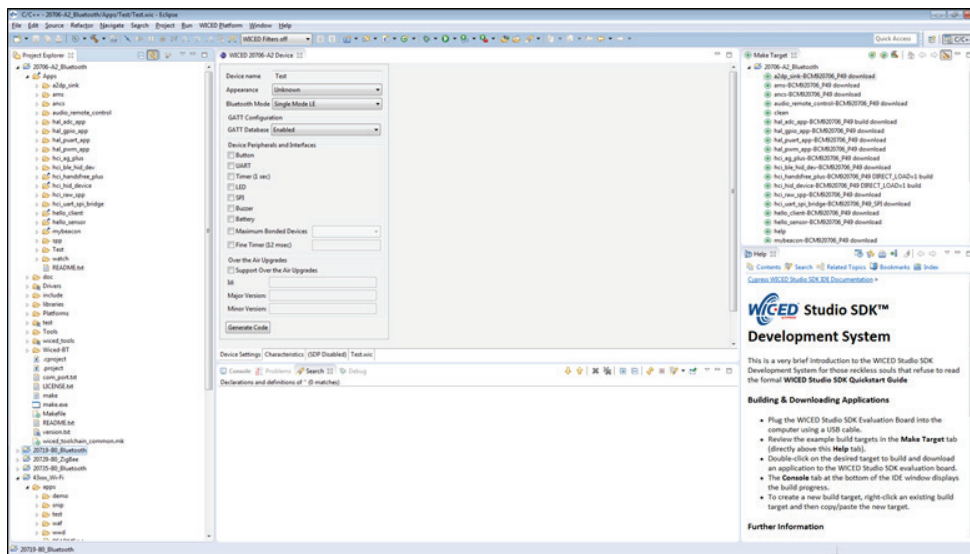 C/C++ - 20706-A2_Bluetooth/Apps/Test/Test.wic - Eclipse
File Edit Source Refactor Navigate Search Project Run WICED Platform Window Help
WICED Filters off
Quick Access
C/C++
Project Explorer
20706-A2_Bluetooth
Apps
a2dp_sink
ams
ancs
audio_remote_control
hal_adc_app
hal_gpio_app
hal_puart_app
hal_pwm_app
hci_ag_plus
hci_ble_hid_dev
hci_handsfree_plus
hci_hid_device
hci_raw_spp
hci_uart_spi_bridge
hello_client
hello_sensor
mybeacon
spp
Test
watch
README.txt
doc
Drivers
include
libraries
Platforms
test
Tools
wiced_tools
Wiced-BT
.cproject
.project
com_port.txt
LICENSE.txt
make
make.exe
Makefile
README.txt
version.txt
wiced_toolchain_common.mk
20719-B0_Bluetooth
20729-B0_ZigBee
20735-B0_Bluetooth
43xxx_Wi-Fi
apps
demo
snip
test
waf
wwd
WICED 20706-A2 Device
Device name Test
Appearance Unknown
Bluetooth Mode Single Mode LE
GATT Configuration
GATT Database Enabled
Device Peripherals and Interfaces
Button
UART
Timer (1 sec)
LED
SPI
Buzzer
Battery
Maximum Bonded Devices
Fine Timer (12 msec)
Over the Air Upgrades
Support Over the Air Upgrades
Id:
Major Version:
Minor Version:
Generate Code
Device Settings Characteristics (SDP Disabled) Test.wic
Console Problems Search Debug
Declarations and definitions of '' (0 matches)
Make Target
20706-A2_Bluetooth
a2dp_sink-BCM920706_P49 download
ams-BCM920706_P49 download
ancs-BCM920706_P49 download
audio_remote_control-BCM920706_P49 download
clean
hal_adc_app-BCM920706_P49 build download
hal_gpio_app-BCM920706_P49 download
hal_puart_app-BCM920706_P49 download
hal_pwm_app-BCM920706_P49 download
hci_ag_plus-BCM920706_P49 download
hci_ble_hid_dev-BCM920706_P49 download
hci_handsfree_plus-BCM920706_P49 DIRECT_LOAD=1 build
hci_hid_device-BCM920706_P49 DIRECT_LOAD=1 build
hci_raw_spp-BCM920706_P49 download
hci_uart_spi_bridge-BCM920706_P49_SPI download
hello_client-BCM920706_P49 download
hello_sensor-BCM920706_P49 download
help
mybeacon-BCM920706_P49 download
Help
Contents Search Related Topics Bookmarks Index
Cypress WICED Studio SDK IDE Documentation >
WICED Studio SDK™
Development System
This is a very brief introduction to the WICED Studio SDK
Development System for those reckless souls that refuse to read
the formal WICED Studio SDK Quickstart Guide
Building & Downloading Applications
• Plug the WICED Studio SDK Evaluation Board into the
computer using a USB cable.
• Review the example build targets in the Make Target tab
(directly above this Help tab).
• Double-click on the desired target to build and download
an application to the WICED Studio SDK evaluation board.
• The Console tab at the bottom of the IDE window displays
the build progress.
• To create a new build target, right-click an existing build
target and then copy/paste the new target.
Further Information
20719-B0_Bluetooth